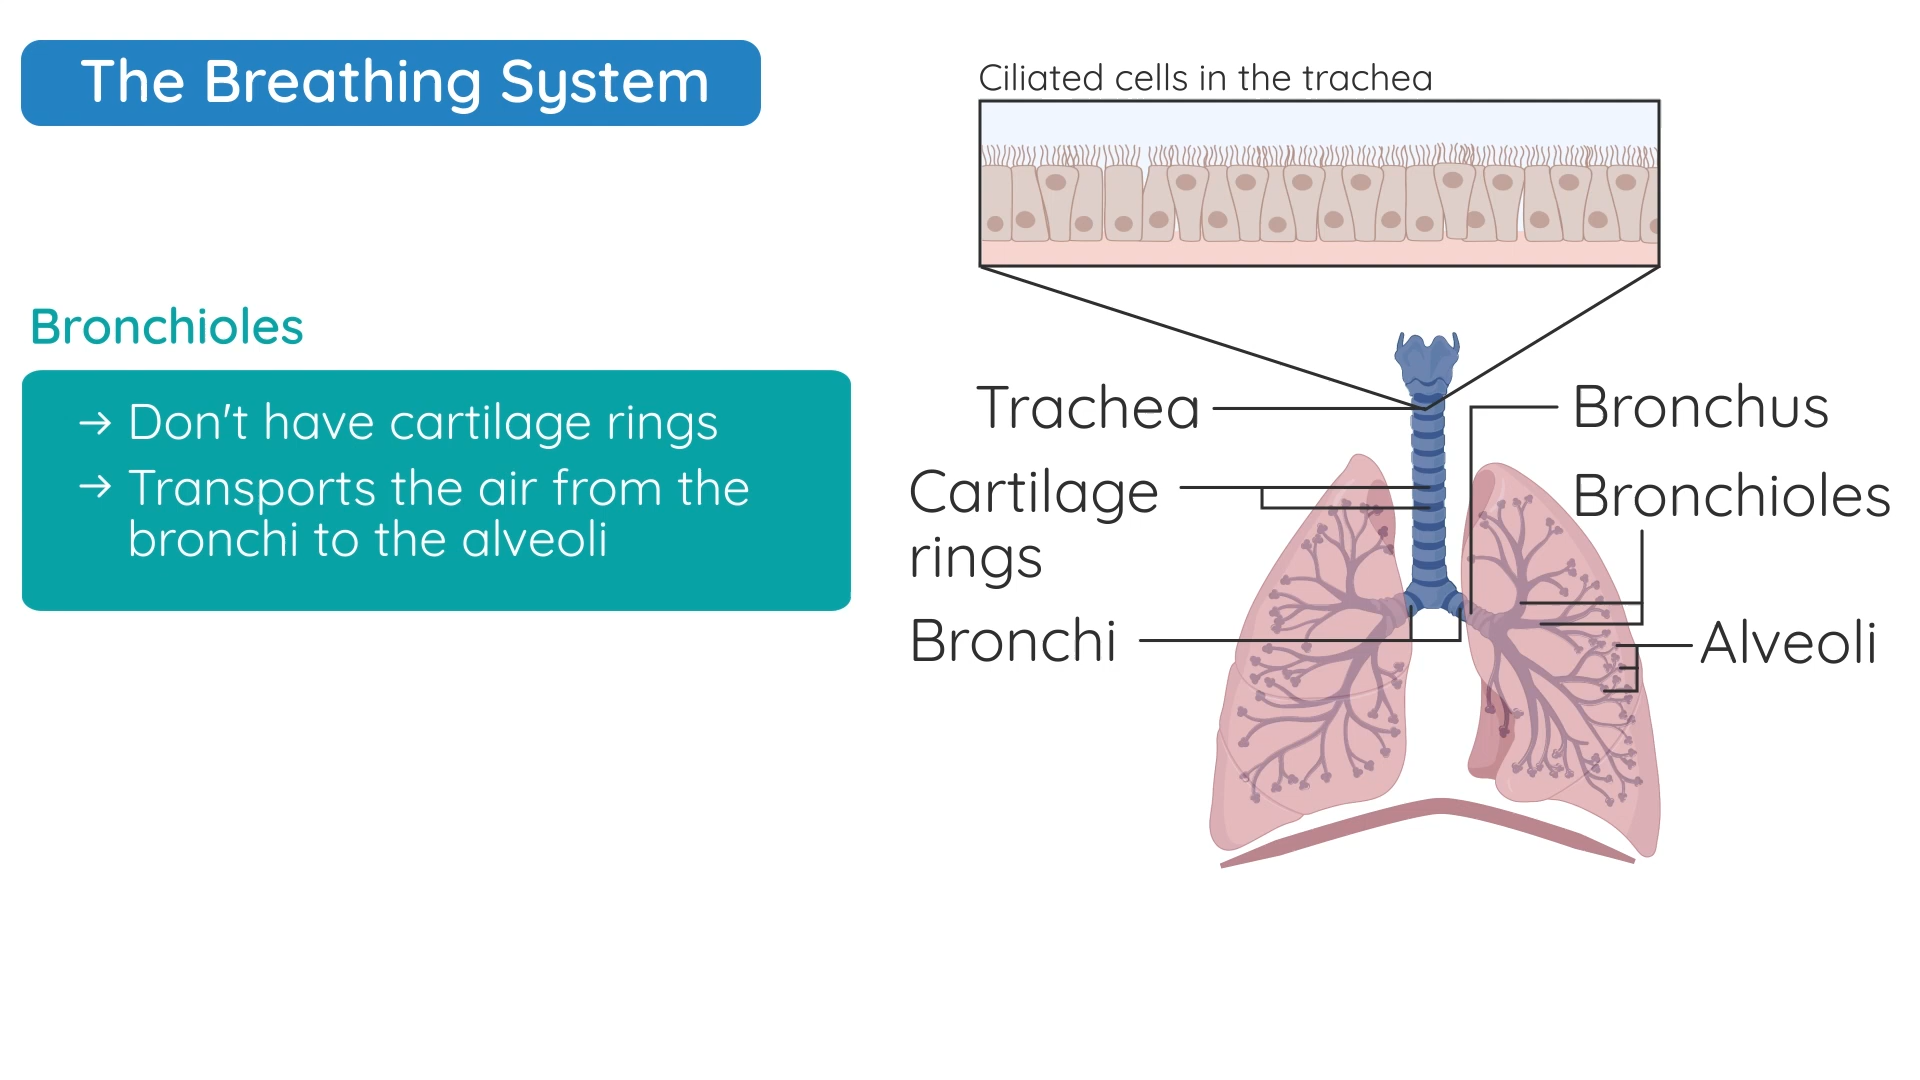 The Breathing System
Bronchioles
→ Don't have cartilage rings
→ Transports the air from the
bronchi to the alveoli
Ciliated cells in the trachea
Trachea
Cartilage
rings
Bronchi
Bronchus
Bronchioles
Alveoli